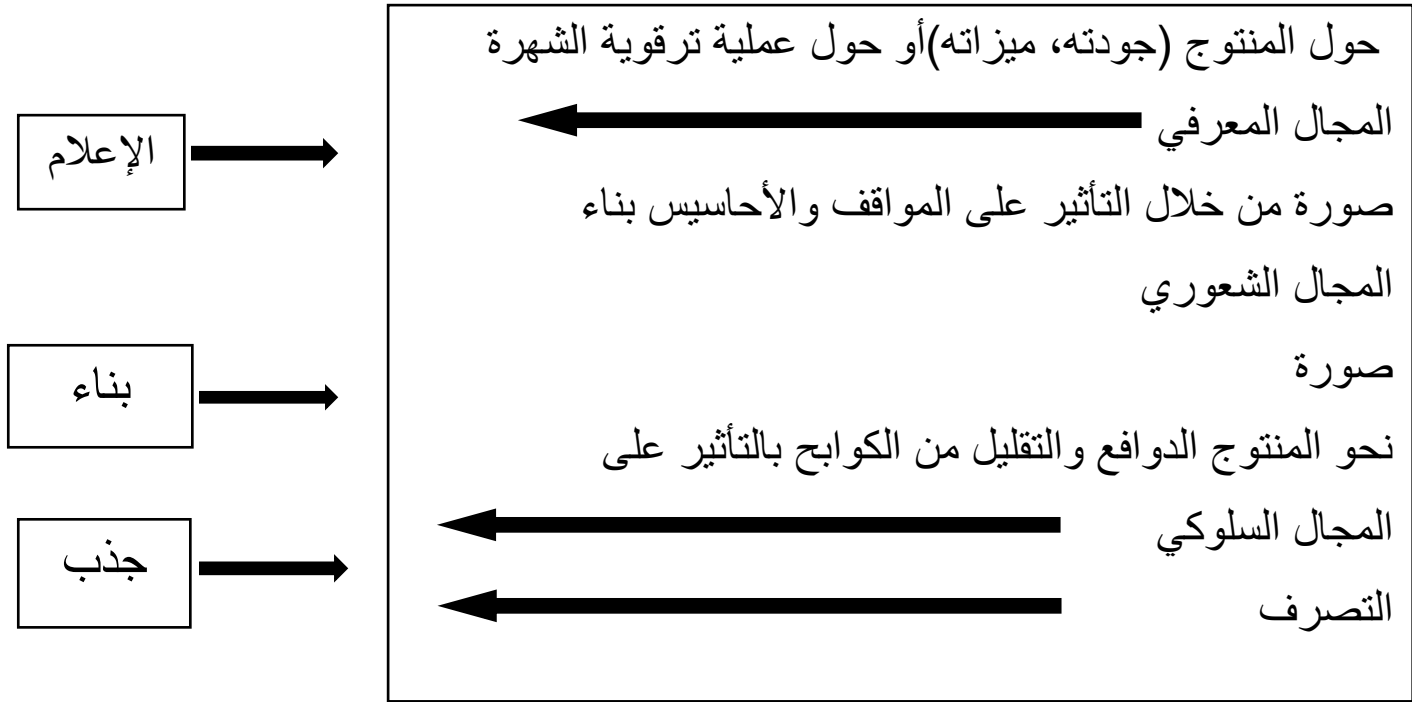 حول المنتوج (جودته، ميزاته)أو حول عملية ترقوية الشهرة
المجال المعرفي
صورة من خلال التأثير على المواقف والأحاسيس بناء
المجال الشعوري
صورة
نحو المنتوج الدوافع والتقليل من الكوابح بالتأثير على
المجال السلوكي
التصرف
الإعلام
بناء
جذب